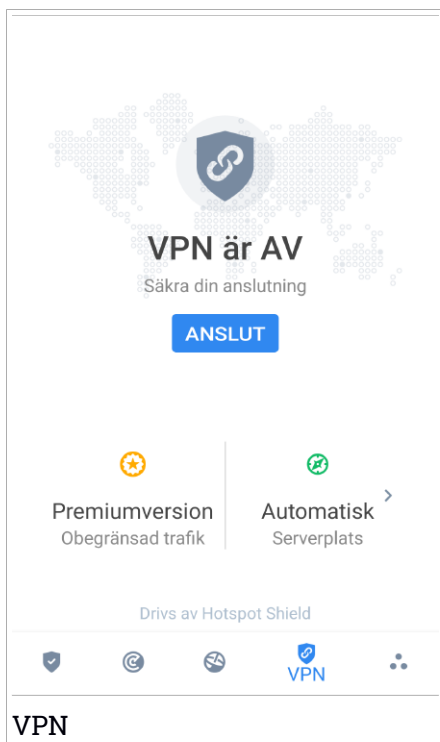 VPN är AV
Säkra din anslutning
ANSLUT
Premiumversion
Obegränsad trafik
Automatisk
Serverplats
Drivs av Hotspot Shield
VPN
VPN